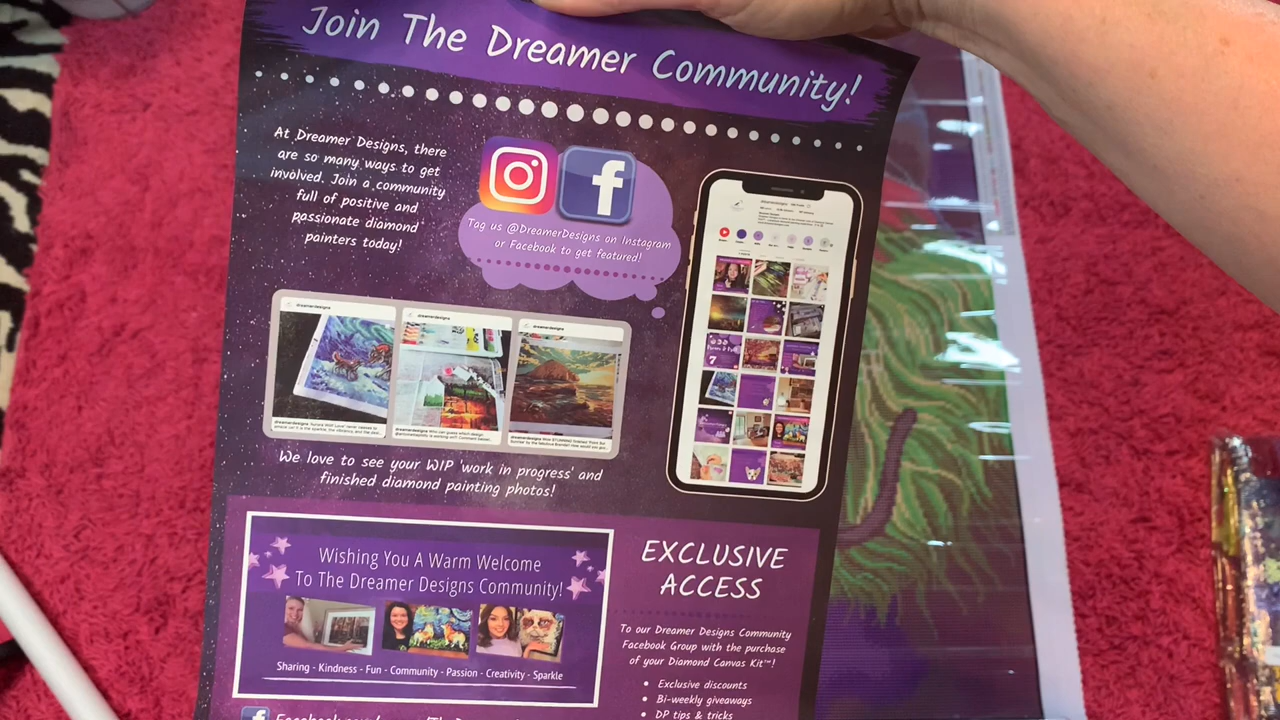 Join The Dreamer Community!
At Dreamer Designs, there
are so many ways to get
involved. Join a community
full of positive and
passionate diamond
painters today!
Tag us @DreamerDesigns on Instagram
or Facebook to get featured!
dreamerdesigns
dreamerdesigns
dreamerdesigns
We love to see your WIP 'work in progress' and
finished diamond painting photos!
Wishing You A Warm Welcome
To The Dreamer Designs Community!
Sharing - Kindness - Fun - Community - Passion - Creativity - Sparkle
EXCLUSIVE
ACCESS
To our Dreamer Designs Community
Facebook Group with the purchase
of your Diamond Canvas Kit™!
• Exclusive discounts
• Bi-weekly giveaways
• DP tips & tricks